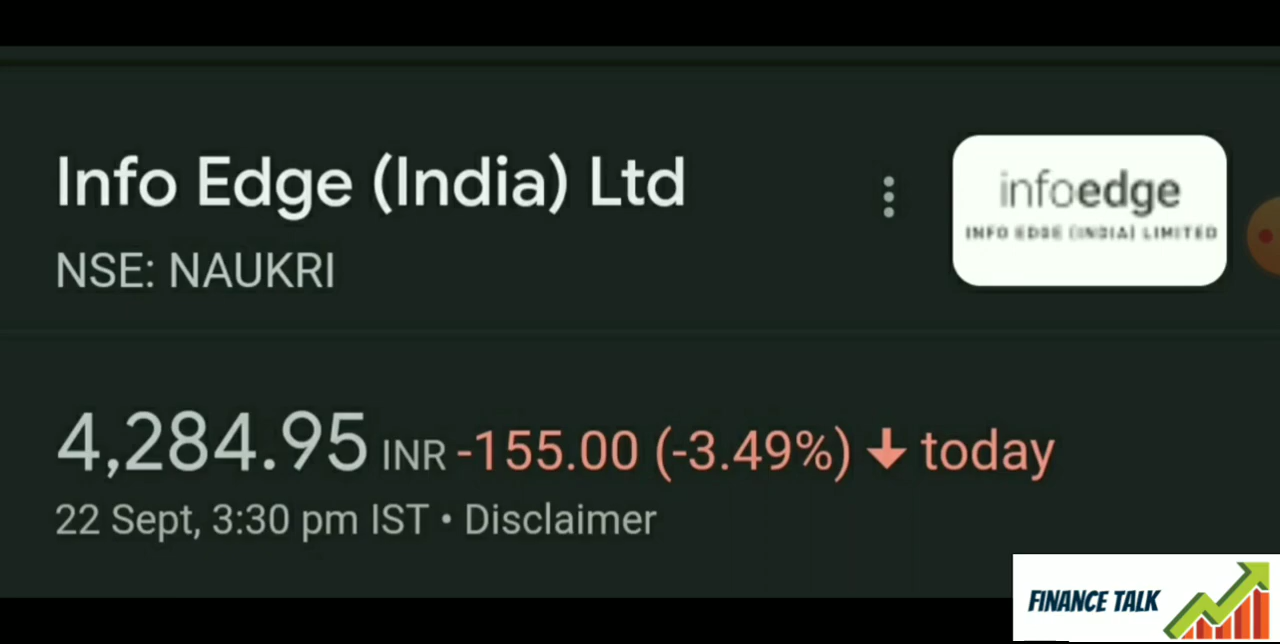 Info Edge (India) Ltd
infoedge
INFO EDGE (INDIA) LIMITED
NSE: NAUKRI
4,284.95 INR -155.00 (-3.49%) ↓ today
22 Sept, 3:30 pm IST • Disclaimer
FINANCE TALK